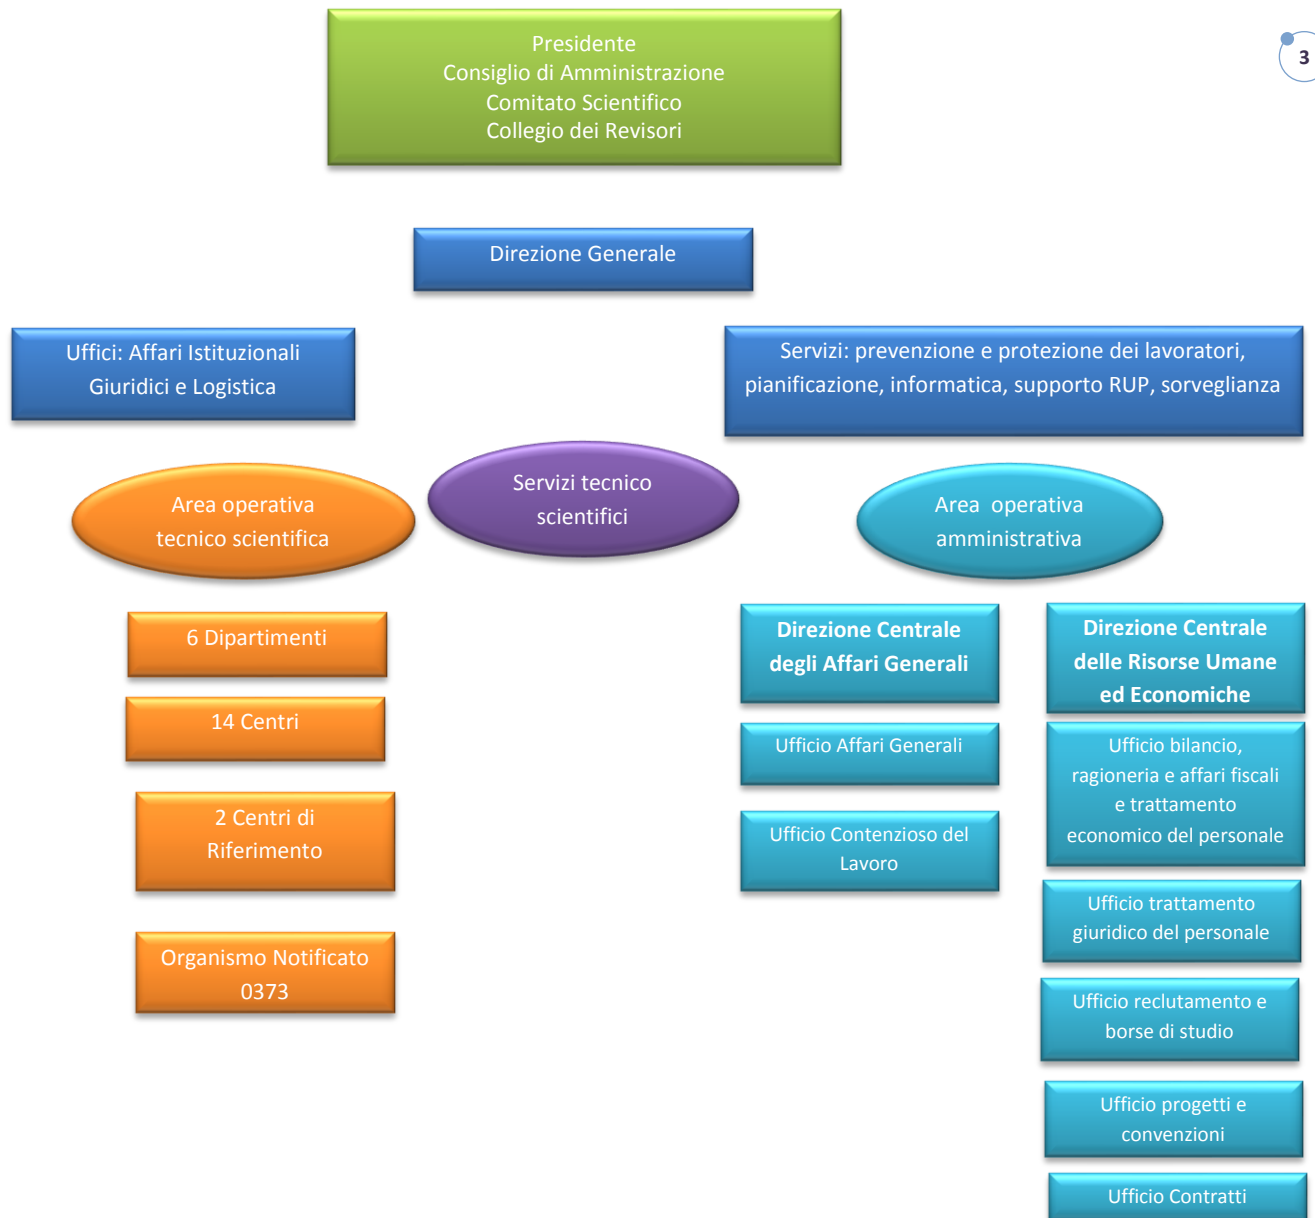 3
Presidente
Consiglio di Amministrazione
Comitato Scientifico
Collegio dei Revisori
Direzione Generale
Uffici: Affari Istituzionali
Giuridici e Logistica
Servizi: prevenzione e protezione dei lavoratori,
pianificazione, informatica, supporto RUP, sorveglianza
Area operativa
tecnico scientifica
Servizi tecnico
scientifici
Area operativa
amministrativa
6 Dipartimenti
14 Centri
2 Centri di
Riferimento
Organismo Notificato
0373
Direzione Centrale
degli Affari Generali
Ufficio Affari Generali
Ufficio Contenzioso del
Lavoro
Direzione Centrale
delle Risorse Umane
ed Economiche
Ufficio bilancio,
ragioneria e affari fiscali
e trattamento
economico del personale
Ufficio trattamento
giuridico del personale
Ufficio reclutamento e
borse di studio
Ufficio progetti e
convenzioni
Ufficio Contratti